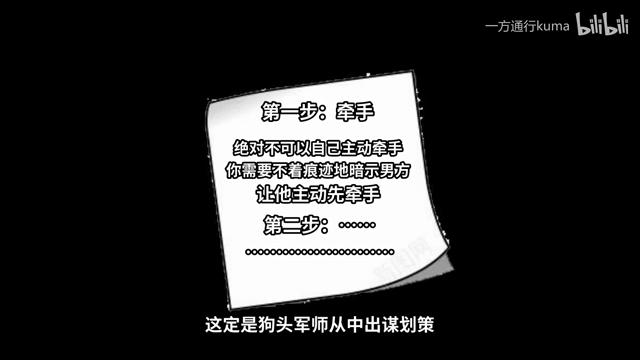 一方通行kuma bilibili
第一步：牵手
绝对不可以自己主动牵手
你需要不着痕迹地暗示男方
让他主动先牵手
第二步：……
………………………
这定是狗头军师从中出谋划策